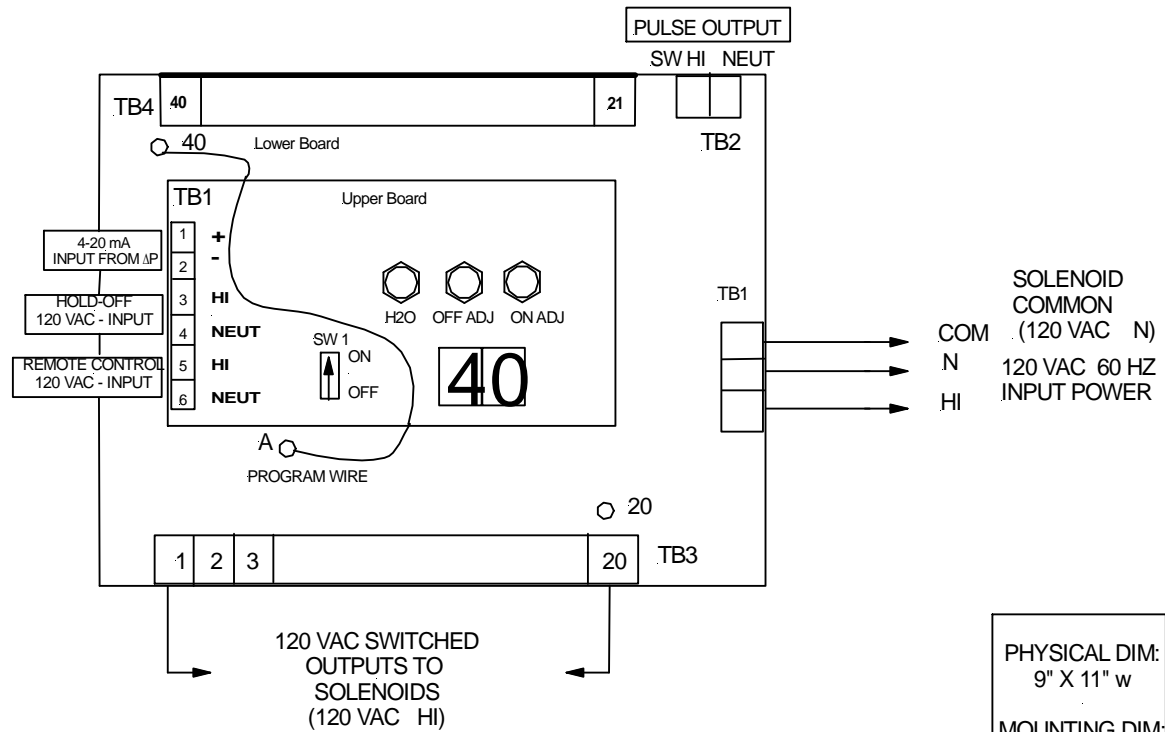 PULSE OUTPUT
SW HI NEUT
TB4
40
21
TB2
40
Lower Board
TB1
Upper Board
1
+
2
-
3
HI
4
NEUT
5
HI
6
NEUT
4-20 mA
INPUT FROM ΔP
HOLD-OFF
120 VAC - INPUT
REMOTE CONTROL
120 VAC - INPUT
H2O
OFF ADJ
ON ADJ
SW 1
ON
OFF
40
TB1
COM
N
HI
SOLENOID
COMMON
(120 VAC N)
120 VAC 60 HZ
INPUT POWER
A
PROGRAM WIRE
20
1
2
3
20
TB3
120 VAC SWITCHED
OUTPUTS TO
SOLENOIDS
(120 VAC HI)
PHYSICAL DIM:
9" X 11" w
MOUNTING DIM: